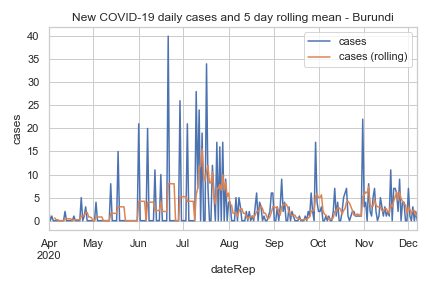 New COVID-19 daily cases and 5 day rolling mean - Burundi
cases
cases (rolling)
40
35
30
25
20
15
10
5
0
cases
Apr
2020
May
Jun
Jul
Aug
Sep
Oct
Nov
Dec
dateRep